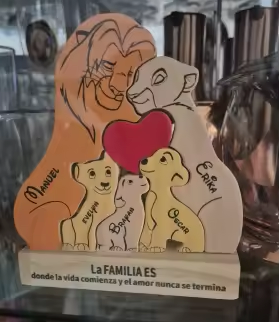 MANUEL
ERIKA
EVELYN
BRAYAN
OSCAR
LA FAMILIA ES
donde la vida comienza y el amor nunca se termina